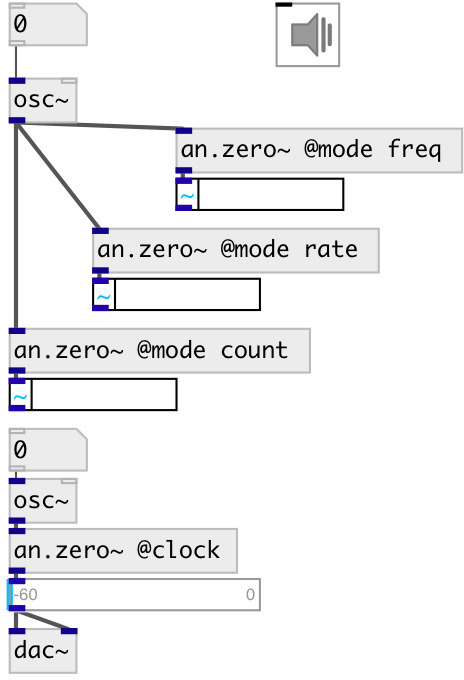 0
osc~
an.zero~ @mode freq
~
an.zero~ @mode rate
~
an.zero~ @mode count
~
0
osc~
an.zero~ @clock
-60 0
dac~